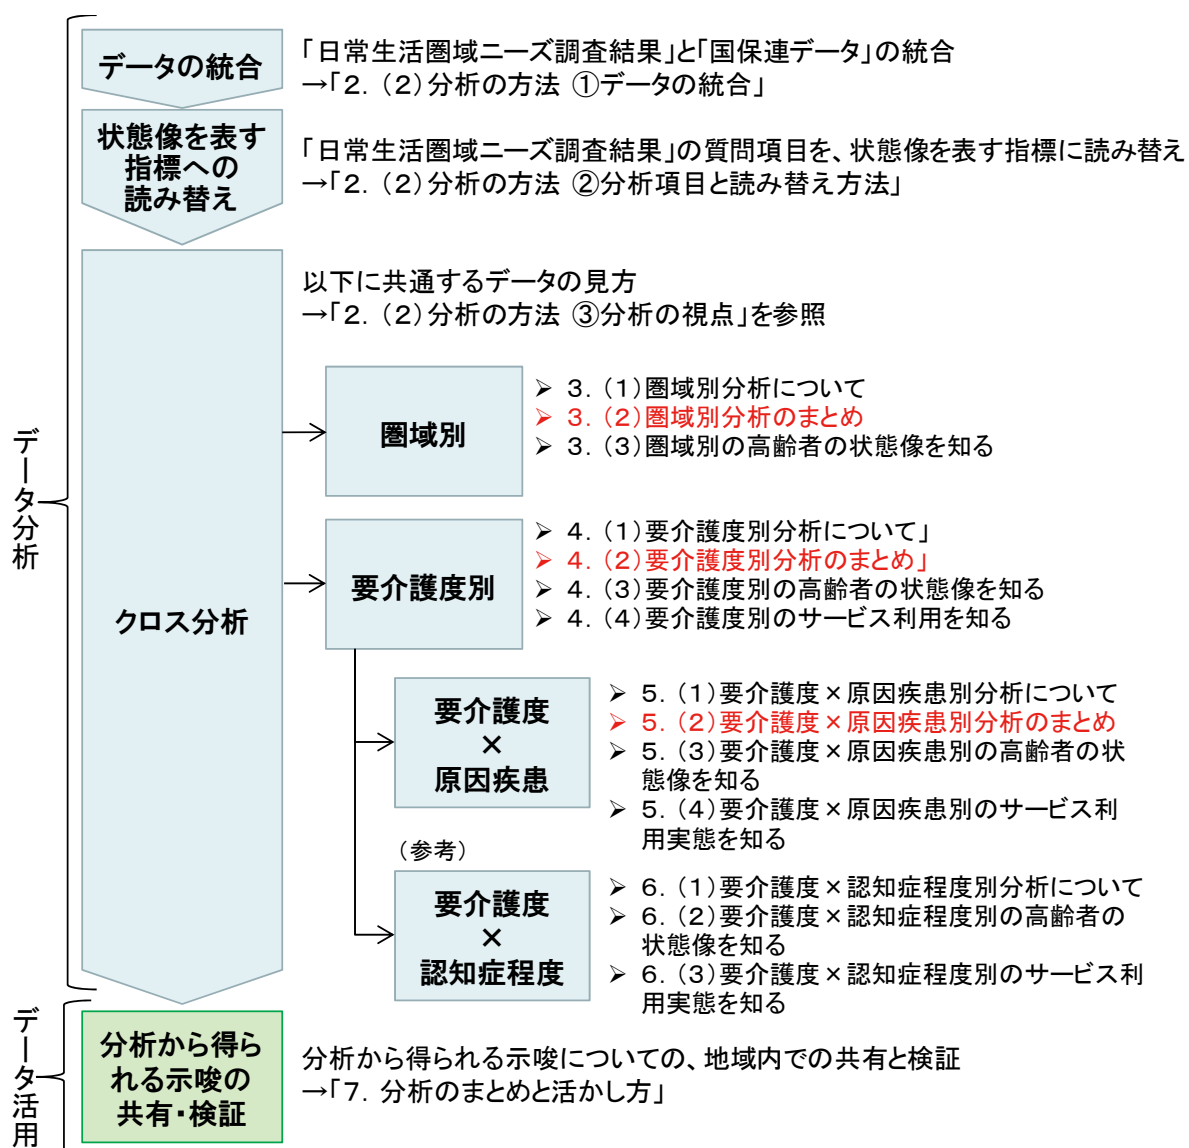 データ分析
データの統合
「日常生活圏域ニーズ調査結果」と「国保連データ」の統合
→「２．（２）分析の方法 ①データの統合」
状態像を表す
指標への
読み替え
「日常生活圏域ニーズ調査結果」の質問項目を、状態像を表す指標に読み替え
→「２．（２）分析の方法 ②分析項目と読み替え方法」
クロス分析
以下に共通するデータの見方
→「２．（２）分析の方法 ③分析の視点」を参照
圏域別
➢ ３．（１）圏域別分析について
➢ ３．（２）圏域別分析のまとめ
➢ ３．（３）圏域別の高齢者の状態像を知る
要介護度別
➢ ４．（１）要介護度別分析について」
➢ ４．（２）要介護度別分析のまとめ」
➢ ４．（３）要介護度別の高齢者の状態像を知る
➢ ４．（４）要介護度別のサービス利用を知る
要介護度
×
原因疾患
➢ ５．（１）要介護度×原因疾患別分析について
➢ ５．（２）要介護度×原因疾患別分析のまとめ
➢ ５．（３）要介護度×原因疾患別の高齢者の状
態像を知る
➢ ５．（４）要介護度×原因疾患別のサービス利
用実態を知る
（参考）
要介護度
×
認知症程度
➢ ６．（１）要介護度×認知症程度別分析について
➢ ６．（２）要介護度×認知症程度別の高齢者の
状態像を知る
➢ ６．（３）要介護度×認知症程度別のサービス利
用実態を知る
データ活用
分析から得ら
れる示唆の
共有・検証
分析から得られる示唆についての、地域内での共有と検証
→「７．分析のまとめと活かし方」